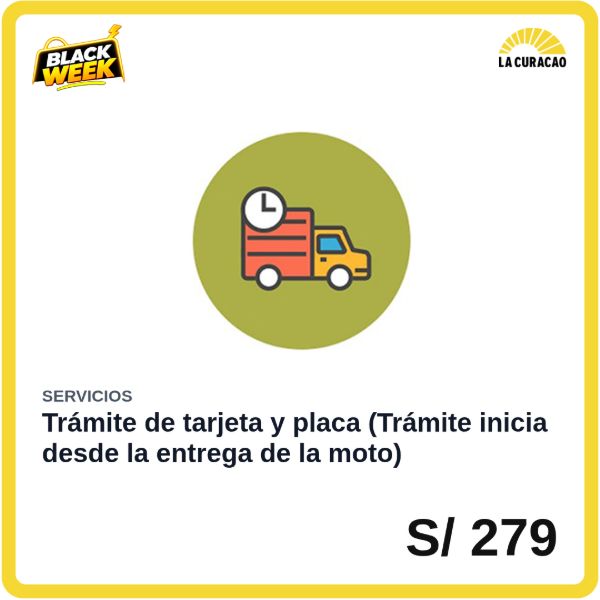 BLACK
WEEK
LA CURACAO
SERVICIOS
Trámite de tarjeta y placa (Trámite inicia
desde la entrega de la moto)
S/ 279